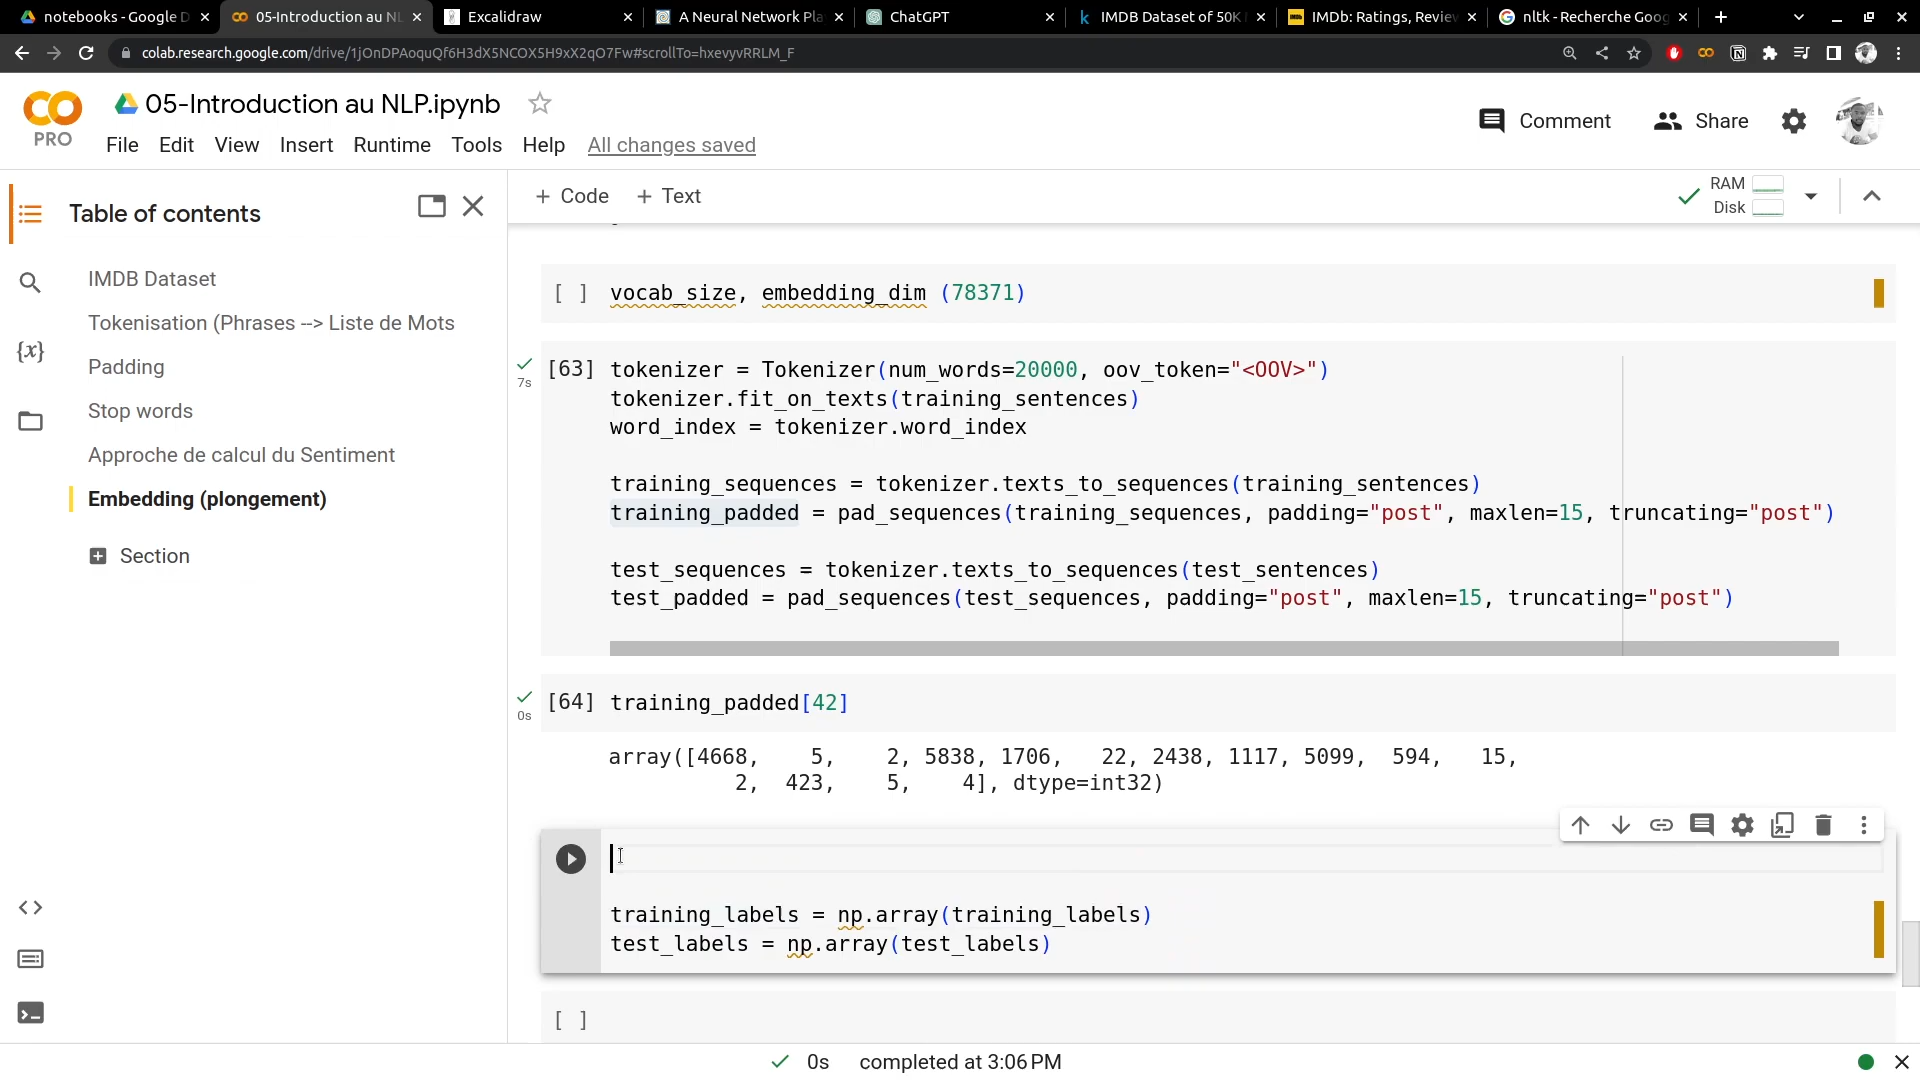 notebooks - Google D
05-Introduction au NL
Excalidraw
A Neural Network Pla
ChatGPT
IMDB Dataset of 50K
IMDb: Ratings, Review
nltk - Recherche Goog
colab.research.google.com/drive/1jOnDPAoquQf6H3dX5NCOX5H9xX2qO7Fw#scrollTo=hxevyvRRLM_F
PRO
05-Introduction au NLP.ipynb
File Edit View Insert Runtime Tools Help All changes saved
Comment
Share
Table of contents
+ Code + Text
RAM
Disk
IMDB Dataset
Tokenisation (Phrases --> Liste de Mots
Padding
Stop words
Approche de calcul du Sentiment
Embedding (plongement)
Section
[ ] vocab_size, embedding_dim (78371)
[63] tokenizer = Tokenizer(num_words=20000, oov_token="<OOV>")
7s
tokenizer.fit_on_texts(training_sentences)
word_index = tokenizer.word_index
training_sequences = tokenizer.texts_to_sequences(training_sentences)
training_padded = pad_sequences(training_sequences, padding="post", maxlen=15, truncating="post")
test_sequences = tokenizer.texts_to_sequences(test_sentences)
test_padded = pad_sequences(test_sequences, padding="post", maxlen=15, truncating="post")
[64] training_padded[42]
0s
array([4668, 5, 2, 5838, 1706, 22, 2438, 1117, 5099, 594, 15,
2, 423, 5, 4], dtype=int32)
training_labels = np.array(training_labels)
test_labels = np.array(test_labels)
[ ]
0s completed at 3:06 PM